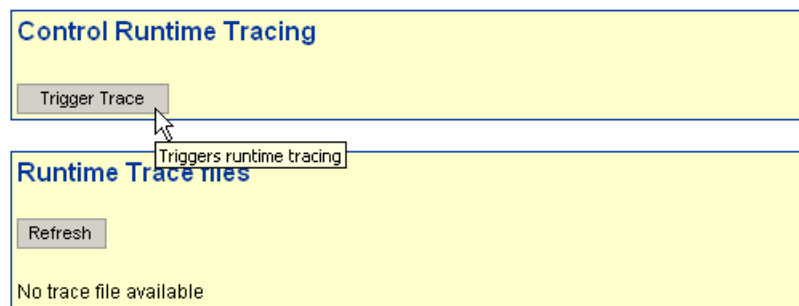 Control Runtime Tracing
Trigger Trace
Triggers runtime tracing
Runtime Trace files
Refresh
No trace file available